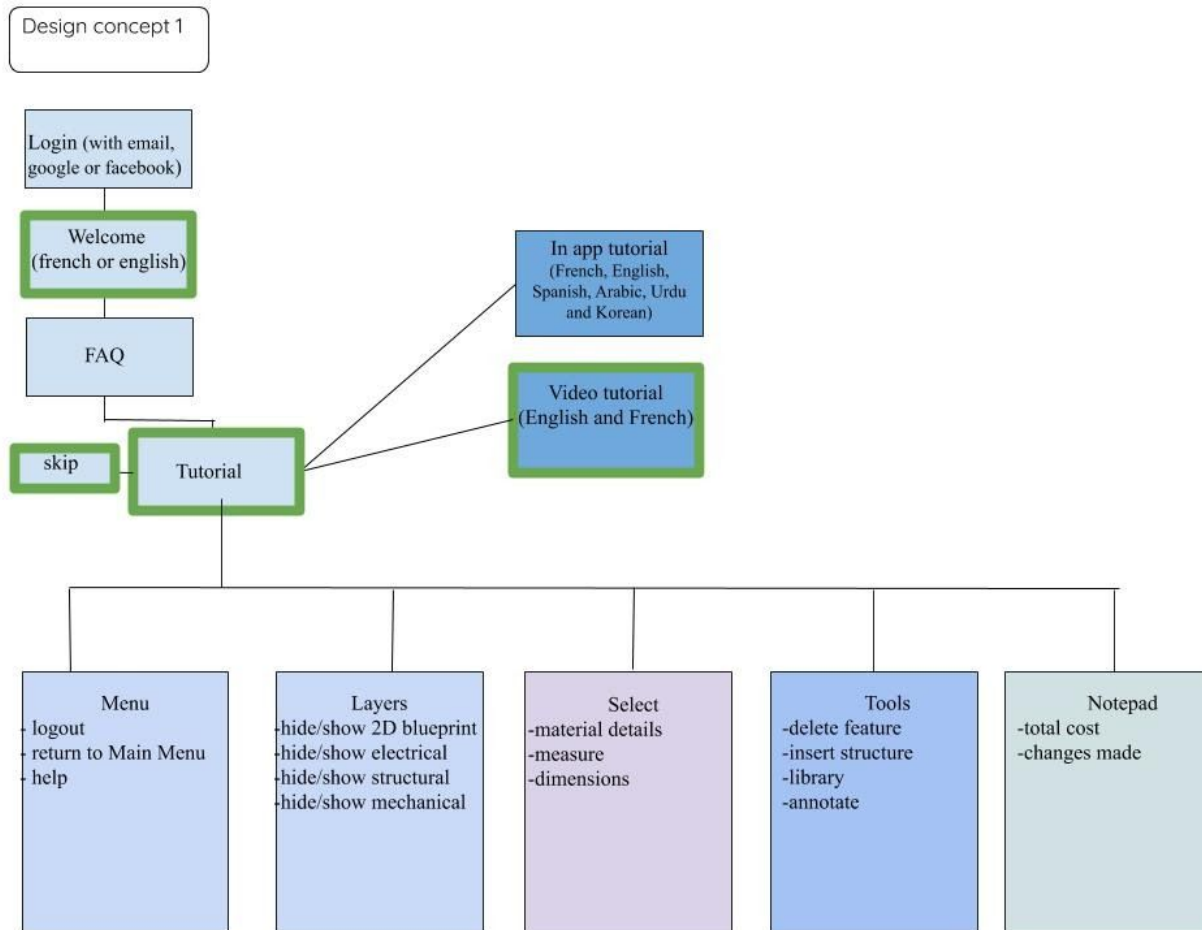 Design concept 1
Login (with email,
google or facebook)
Welcome
(french or english)
FAQ
skip
Tutorial
In app tutorial
(French, English,
Spanish, Arabic, Urdu
and Korean)
Video tutorial
(English and French)
Menu
- logout
- return to Main Menu
- help
Layers
-hide/show 2D blueprint
-hide/show electrical
-hide/show structural
-hide/show mechanical
Select
-material details
-measure
-dimensions
Tools
-delete feature
-insert structure
-library
-annotate
Notepad
-total cost
-changes made